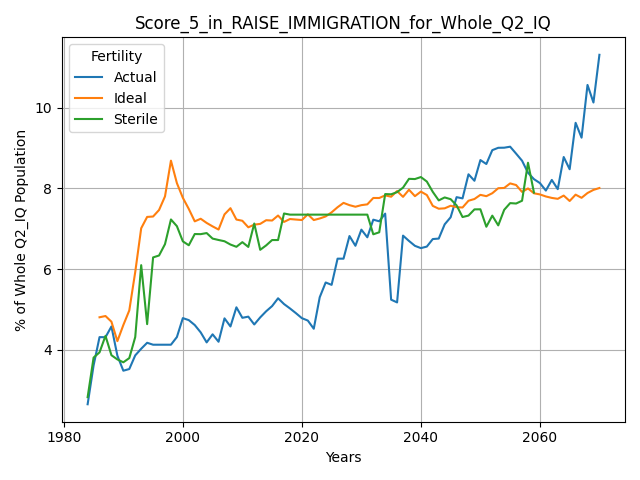 Score_5_in_RAISE_IMMIGRATION_for_Whole_Q2_IQ
Fertility
Actual
Ideal
Sterile
% of Whole Q2_IQ Population
10
8
6
4
1980
2000
2020
2040
2060
Years